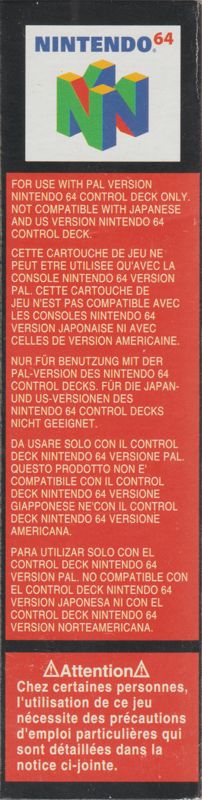 NINTENDO 64
FOR USE WITH PAL VERSION
NINTENDO 64 CONTROL DECK ONLY.
NOT COMPATIBLE WITH JAPANESE
AND US VERSION NINTENDO 64
CONTROL DECK.
CETTE CARTOUCHE DE JEU NE
PEUT ETRE UTILISEE QU'AVEC LA
CONSOLE NINTENDO 64 VERSION
PAL. CETTE CARTOUCHE DE
JEU N'EST PAS COMPATIBLE AVEC
LES CONSOLES NINTENDO 64
VERSION JAPONAISE NI AVEC
CELLES DE VERSION AMERICAINE.
NUR FÜR BENUTZUNG MIT DER
PAL-VERSION DES NINTENDO 64
CONTROL DECKS. FÜR DIE JAPAN-
UND US-VERSIONEN DES
NINTENDO 64 CONTROL DECKS
NICHT GEEIGNET.
DA USARE SOLO CON IL CONTROL
DECK NINTENDO 64 VERSIONE PAL.
QUESTO PRODOTTO NON E'
COMPATIBILE CON IL CONTROL
DECK NINTENDO 64 VERSIONE
GIAPPONESE NE'CON IL CONTROL
DECK NINTENDO 64 VERSIONE
AMERICANA.
PARA UTILIZAR SOLO CON EL
CONTROL DECK NINTENDO 64
VERSION PAL. NO COMPATIBLE CON
EL CONTROL DECK NINTENDO 64
VERSION JAPONESA NI CON EL
CONTROL DECK NINTENDO 64
VERSION NORTEAMERICANA.
⚠Attention⚠
Chez certaines personnes,
l'utilisation de ce jeu
nécessite des précautions
d'emploi particulières qui
sont détaillées dans la
notice ci-jointe.